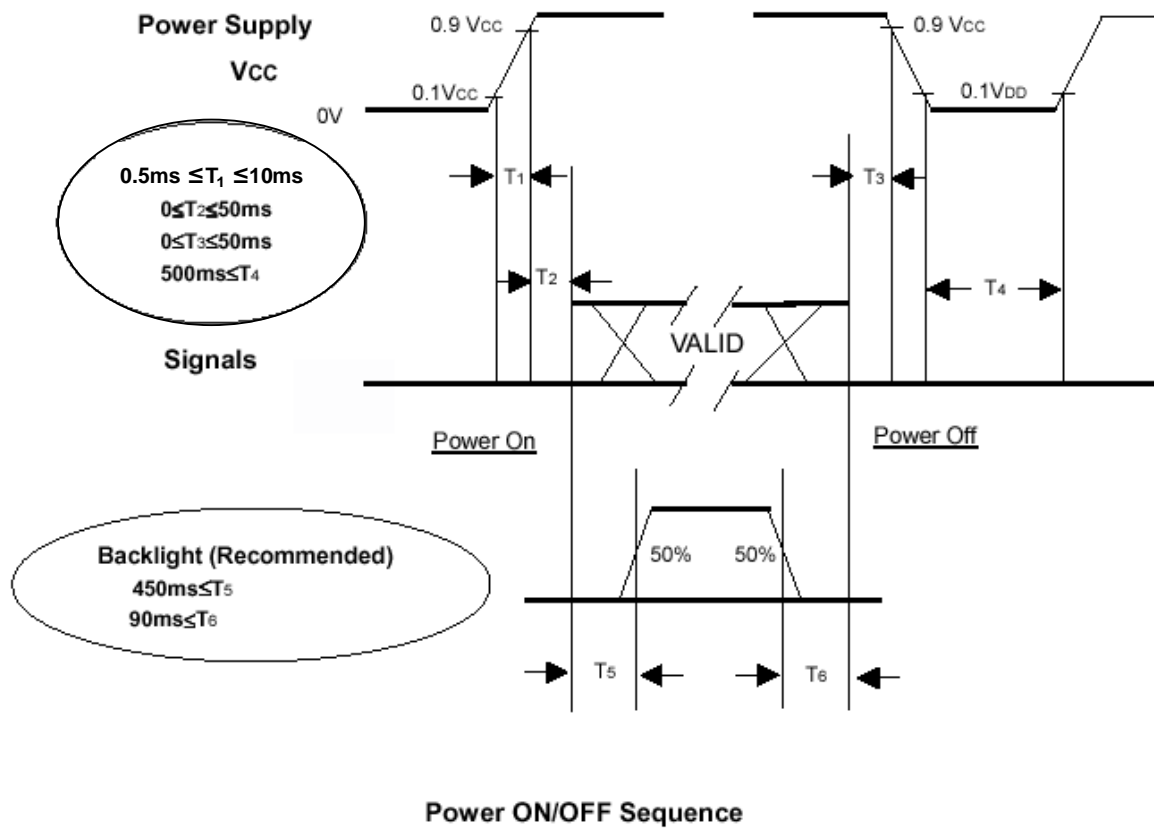 Power Supply
VCC
0.9 VCC
0.9 VCC
0.1VCC
0.1VDD
0V
0.5ms ≤T1 ≤10ms
0≤T2≤50ms
0≤T3≤50ms
500ms≤T4
T1
T3
T2
T4
VALID
Signals
Power On
Power Off
Backlight (Recommended)
450ms≤T5
90ms≤T6
50%
50%
T5
T6
Power ON/OFF Sequence